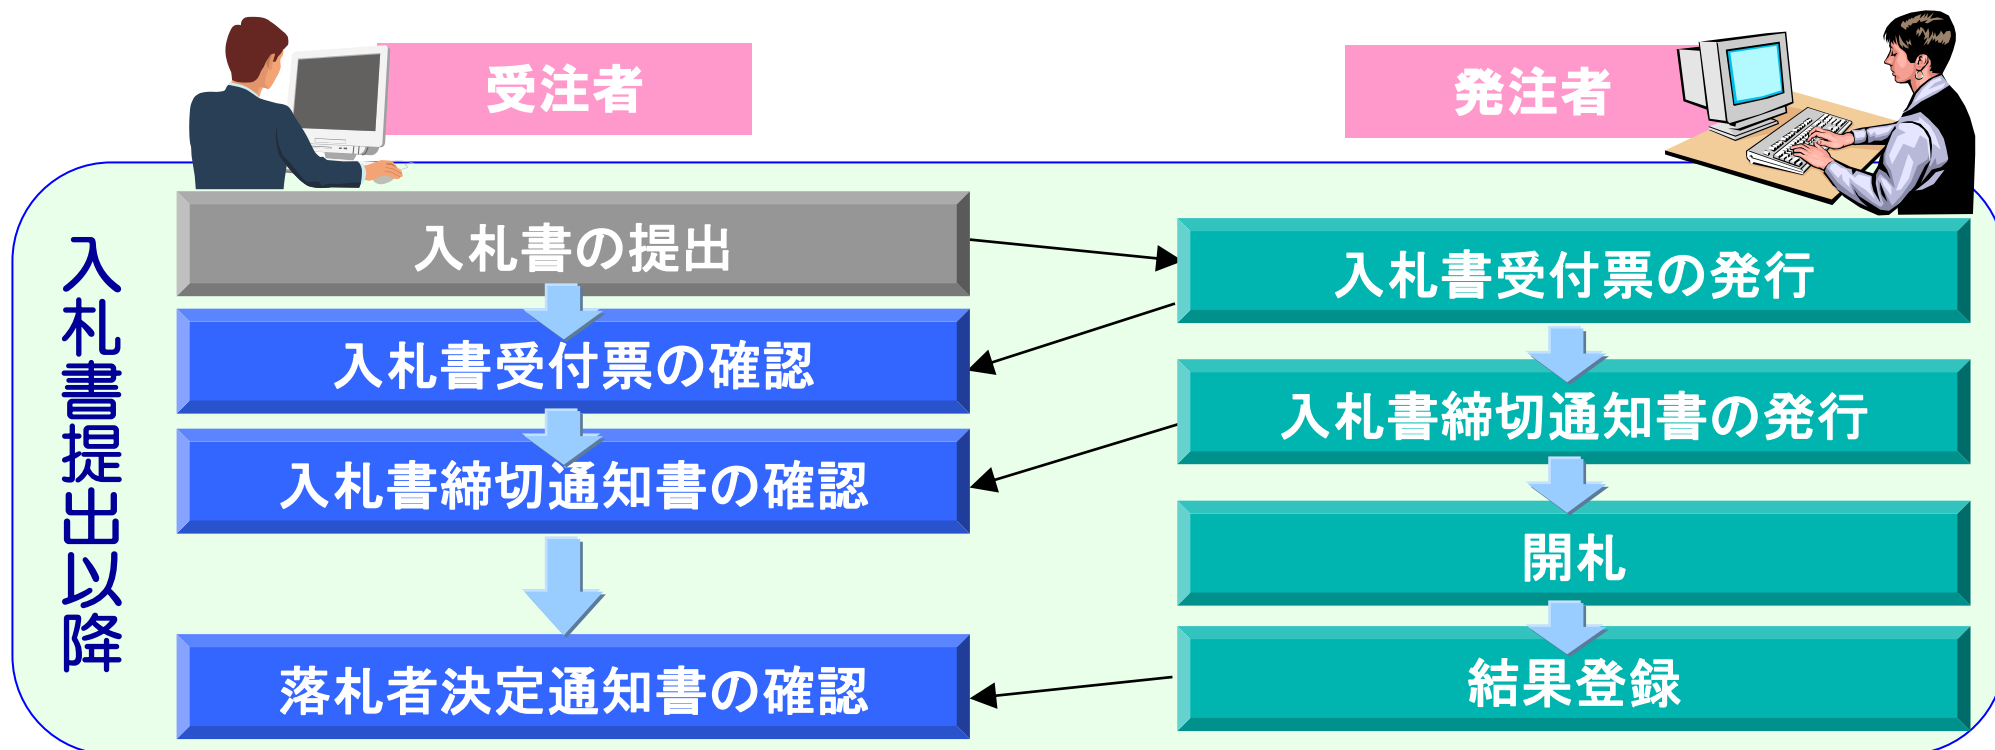 受注者
発注者
入札書提出以降
入札書の提出
入札書受付票の確認
入札書締切通知書の確認
落札者決定通知書の確認
入札書受付票の発行
入札書締切通知書の発行
開札
結果登録